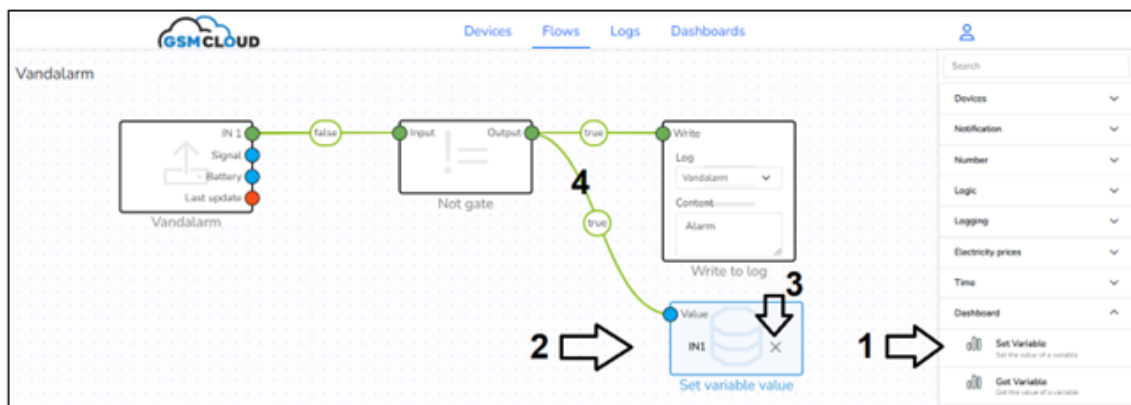 GSMCLOUD
Devices Flows Logs Dashboards
Vandalarm
Search
Devices
Notification
Number
Logic
Logging
Electricity prices
Time
Dashboard
Set Variable
Set the value of a variable
Get Variable
Get the value of a variable
IN 1
Signal
Battery
Last update
Vandalarm
false
Input Output
!=
Not gate
true
4
true
Write
Log
Vandalarm
Content
Alarm
Write to log
3
2
Value
IN1
Set variable value
1